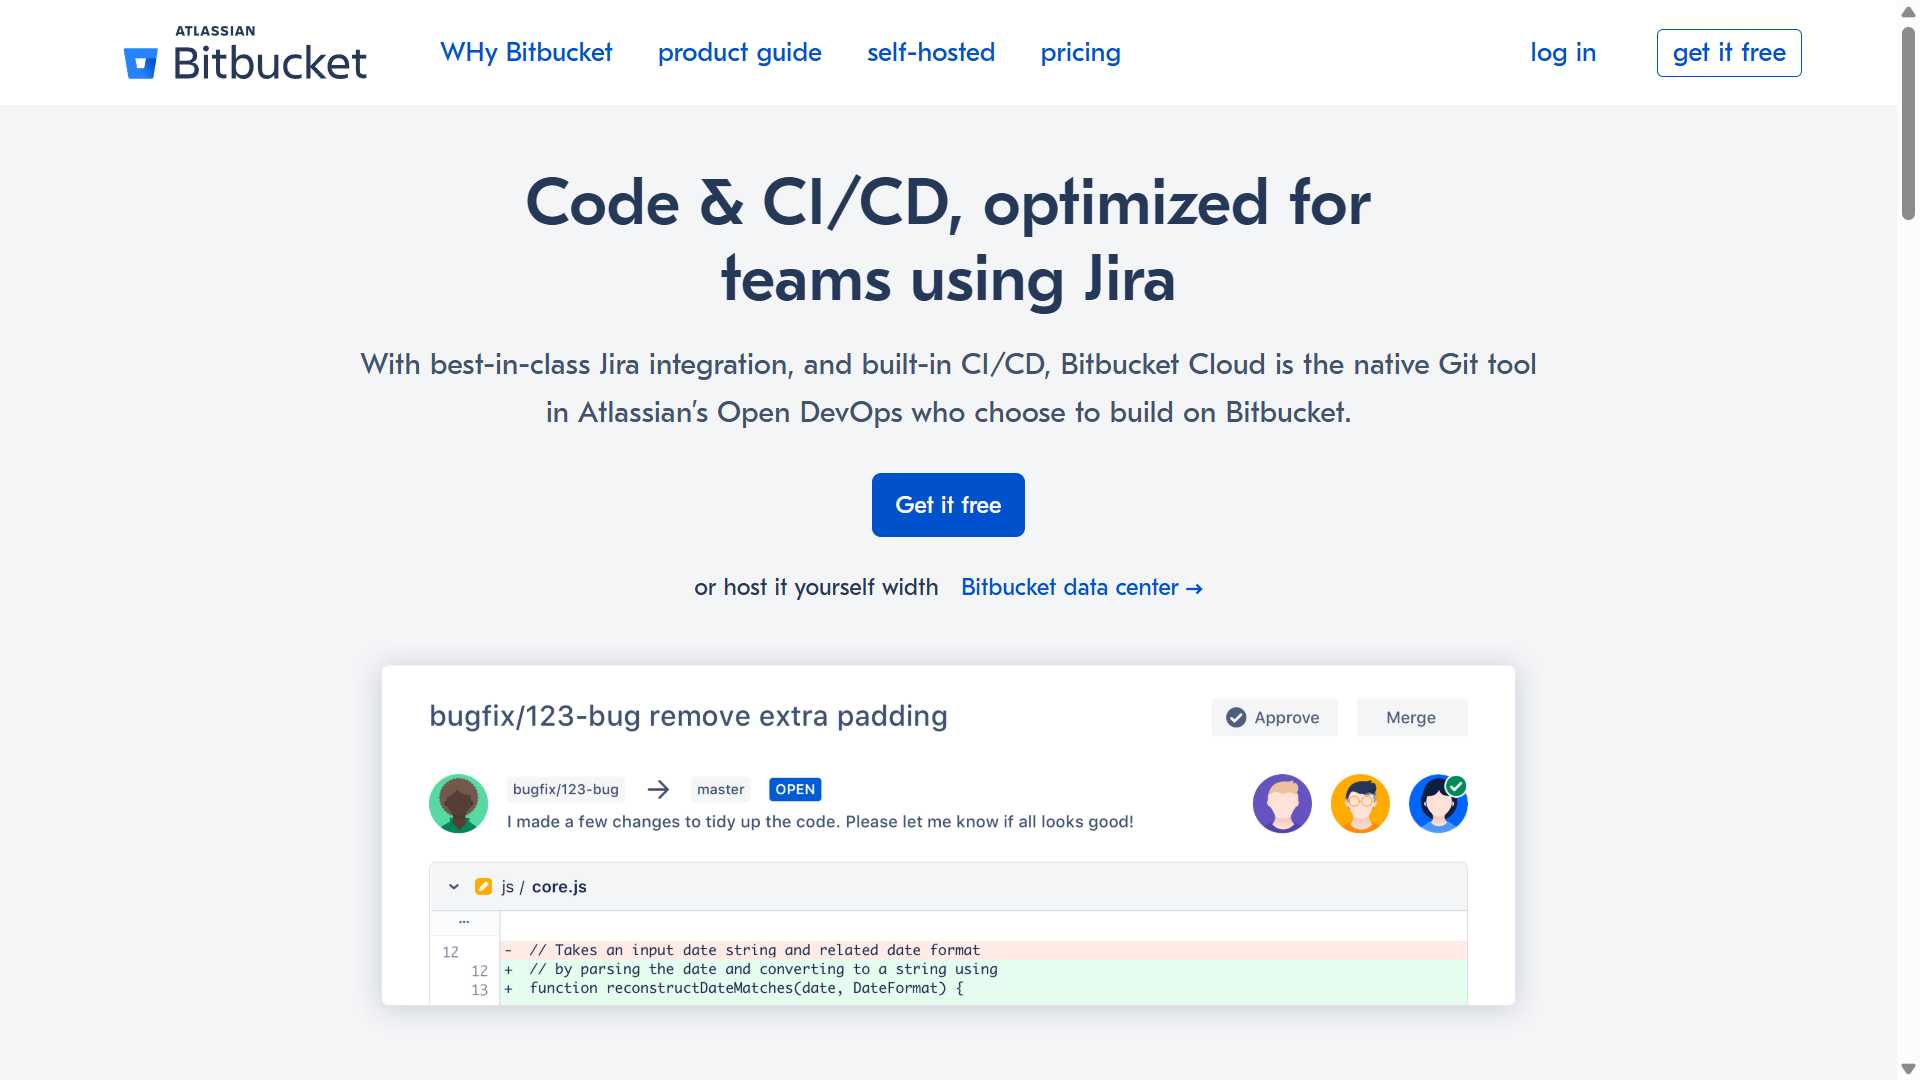 ATLASSIAN
Bitbucket
WHy Bitbucket
product guide
self-hosted
pricing
log in
get it free
Code & CI/CD, optimized for
teams using Jira
With best-in-class Jira integration, and built-in CI/CD, Bitbucket Cloud is the native Git tool
in Atlassian’s Open DevOps who choose to build on Bitbucket.
Get it free
or host it yourself width Bitbucket data center →
bugfix/123-bug remove extra padding
Approve
Merge
bugfix/123-bug → master OPEN
I made a few changes to tidy up the code. Please let me know if all looks good!
js / core.js
...
12 - // Takes an input date string and related date format
12 + // by parsing the date and converting to a string using
13 + function reconstructDateMatches(date, DateFormat) {